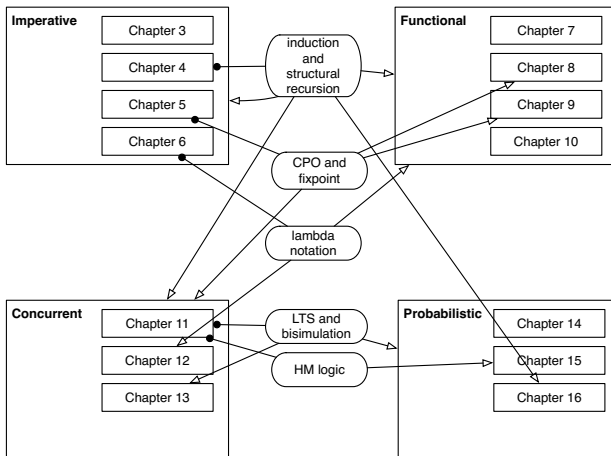 Imperative
Chapter 3
Chapter 4
Chapter 5
Chapter 6
induction
and
structural
recursion
Functional
Chapter 7
Chapter 8
Chapter 9
Chapter 10
CPO and
fixpoint
lambda
notation
Concurrent
Chapter 11
Chapter 12
Chapter 13
LTS and
bisimulation
HM logic
Probabilistic
Chapter 14
Chapter 15
Chapter 16